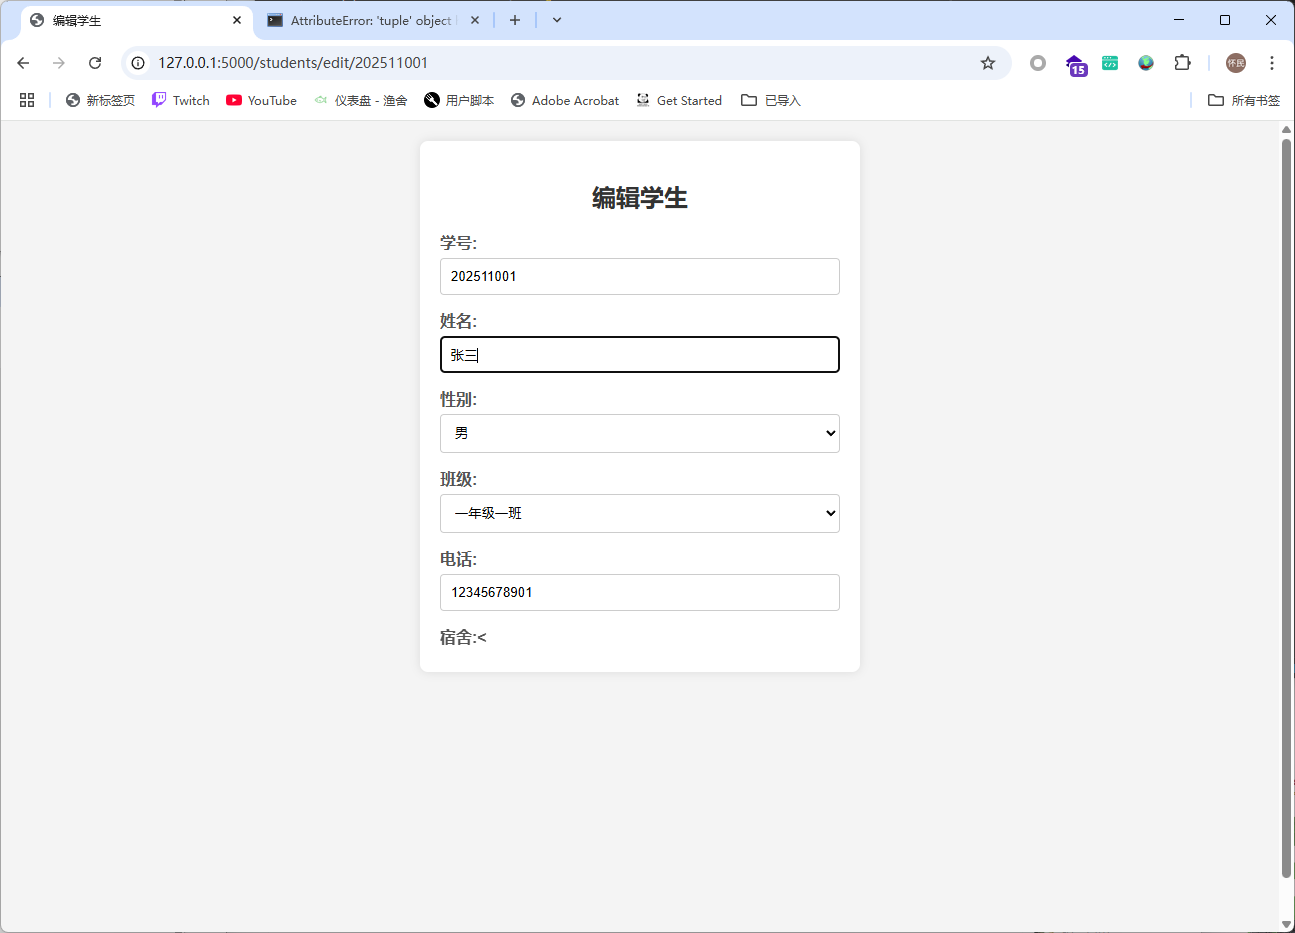 编辑学生
AttributeError: 'tuple' object
127.0.0.1:5000/students/edit/202511001
15
怀民
新标签页
Twitch
YouTube
仪表盘 - 渔舍
用户脚本
Adobe Acrobat
Get Started
已导入
所有书签
编辑学生
学号:
202511001
姓名:
张三
性别:
男
班级:
一年级一班
电话:
12345678901
宿舍:<